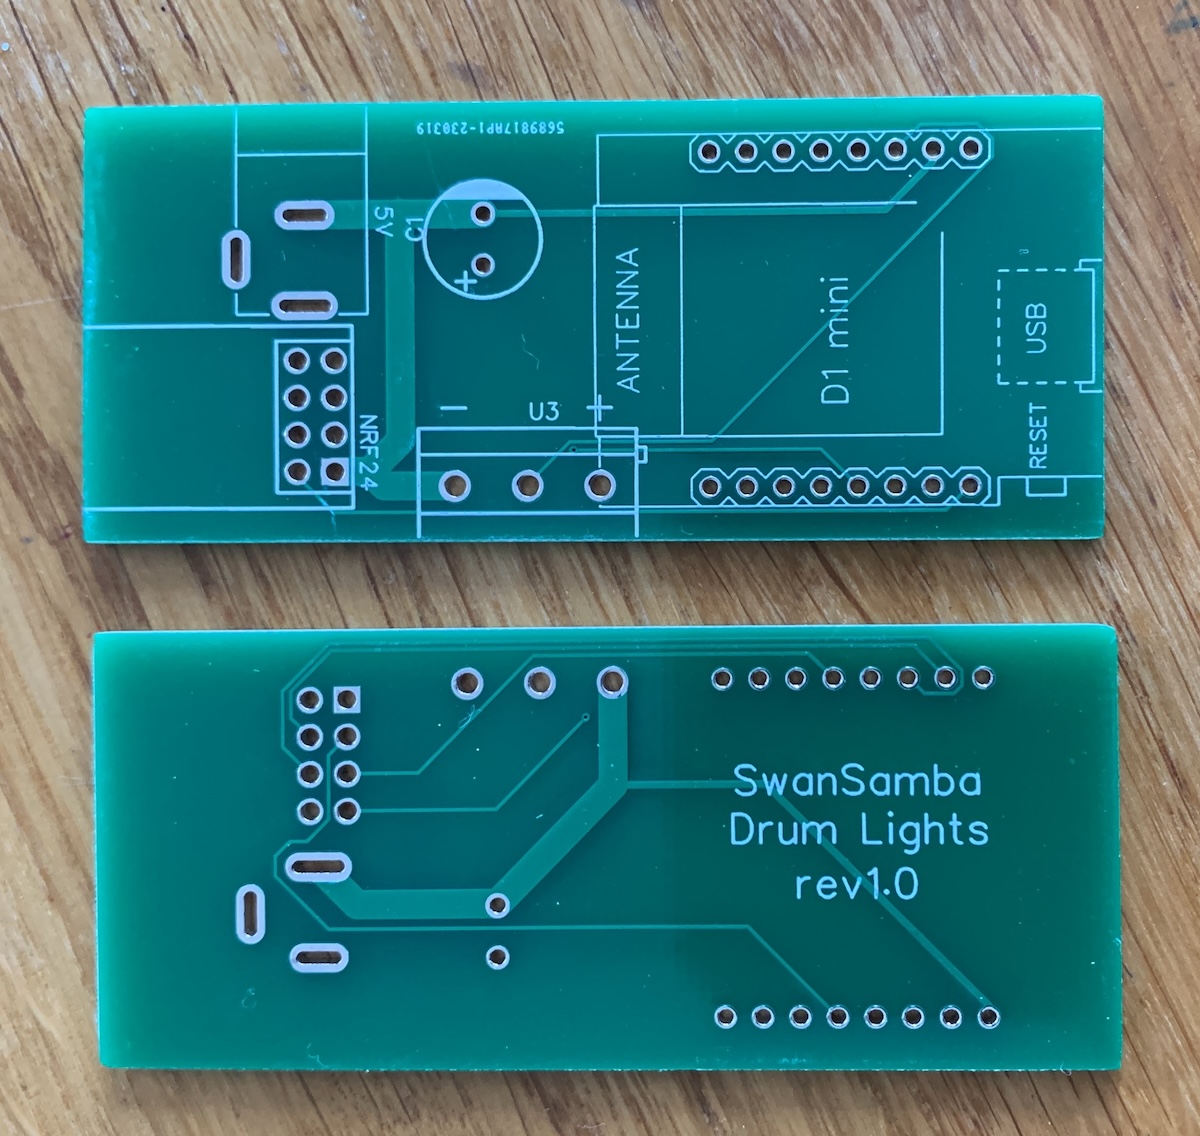 5689817AP1-230319
5V
C1
+
ANTENNA
D1 mini
USB
RESET
NRF24
−
U3
+
SwanSamba
Drum Lights
rev1.0